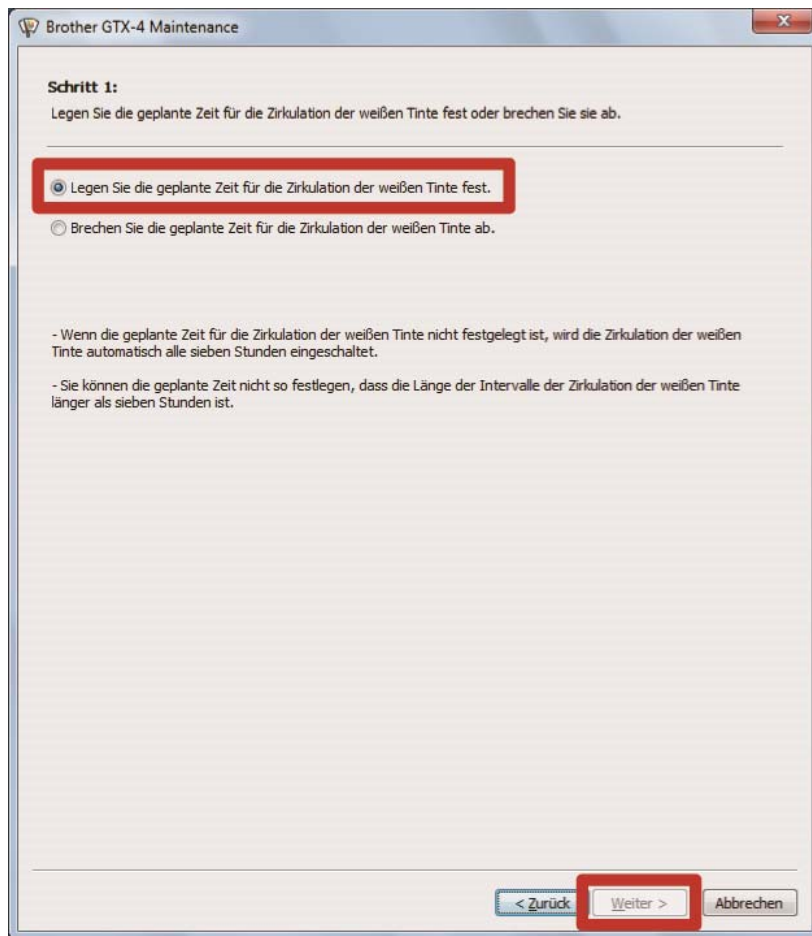 Brother GTX-4 Maintenance
Schritt 1:
Legen Sie die geplante Zeit für die Zirkulation der weißen Tinte fest oder brechen Sie sie ab.
Legen Sie die geplante Zeit für die Zirkulation der weißen Tinte fest.
Brechen Sie die geplante Zeit für die Zirkulation der weißen Tinte ab.
- Wenn die geplante Zeit für die Zirkulation der weißen Tinte nicht festgelegt ist, wird die Zirkulation der weißen
Tinte automatisch alle sieben Stunden eingeschaltet.
- Sie können die geplante Zeit nicht so festlegen, dass die Länge der Intervalle der Zirkulation der weißen Tinte
länger als sieben Stunden ist.
< Zurück Weiter > Abbrechen